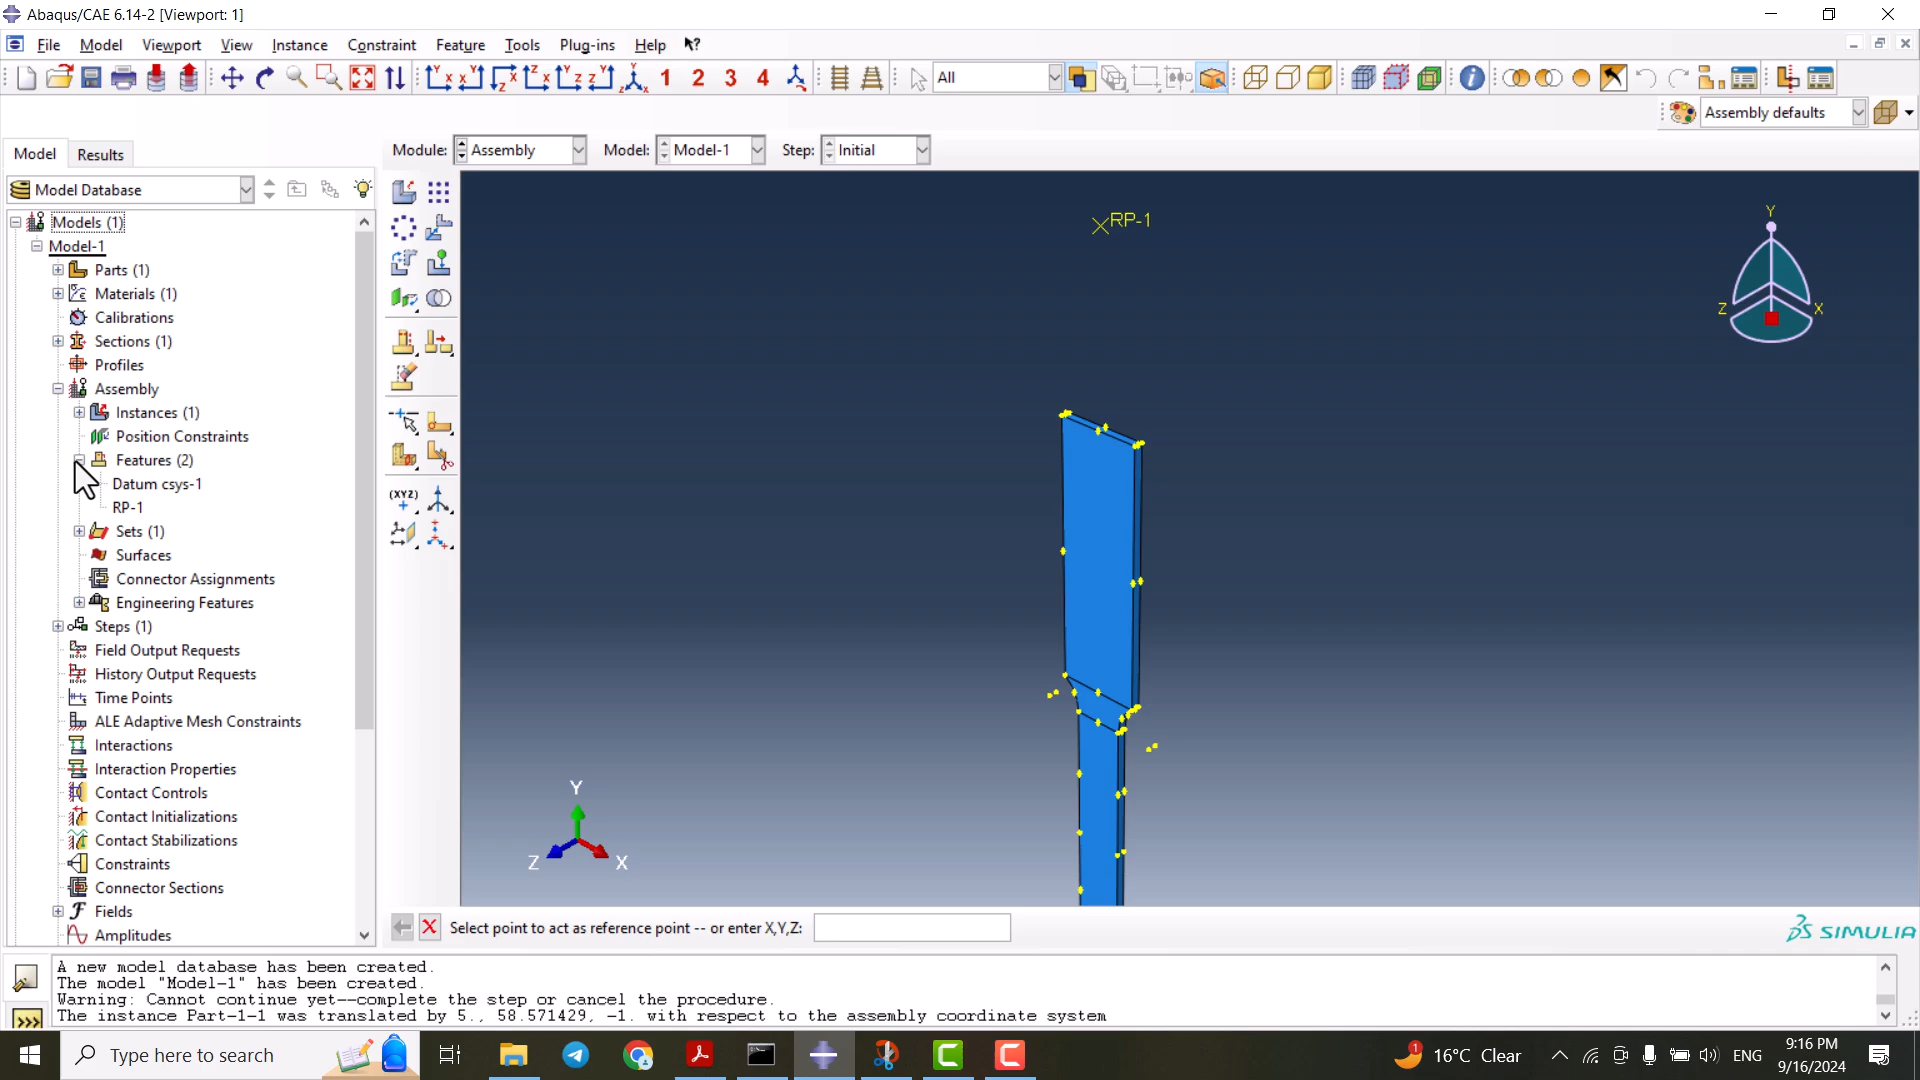 Abaqus/CAE 6.14-2 [Viewport: 1]
File Model Viewport View Instance Constraint Feature Tools Plug-ins Help
1 2 3 4 All
Assembly defaults
Model Results Module: Assembly Model: Model-1 Step: Initial
Model Database
Models (1)
Model-1
Parts (1)
Materials (1)
Calibrations
Sections (1)
Profiles
Assembly
Instances (1)
Position Constraints
Features (2)
Datum csys-1
RP-1
Sets (1)
Surfaces
Connector Assignments
Engineering Features
Steps (1)
Field Output Requests
History Output Requests
Time Points
ALE Adaptive Mesh Constraints
Interactions
Interaction Properties
Contact Controls
Contact Initializations
Contact Stabilizations
Constraints
Connector Sections
Fields
Amplitudes
(XYZ)
RP-1
Y
Z X
Y
Z X
Select point to act as reference point -- or enter X,Y,Z:
SIMULIA
A new model database has been created.
The model "Model-1" has been created.
Warning: Cannot continue yet--complete the step or cancel the procedure.
The instance Part-1-1 was translated by 5., 58.571429, -1. with respect to the assembly coordinate system
>>>
Type here to search
1
16°C Clear
ENG
9:16 PM
9/16/2024